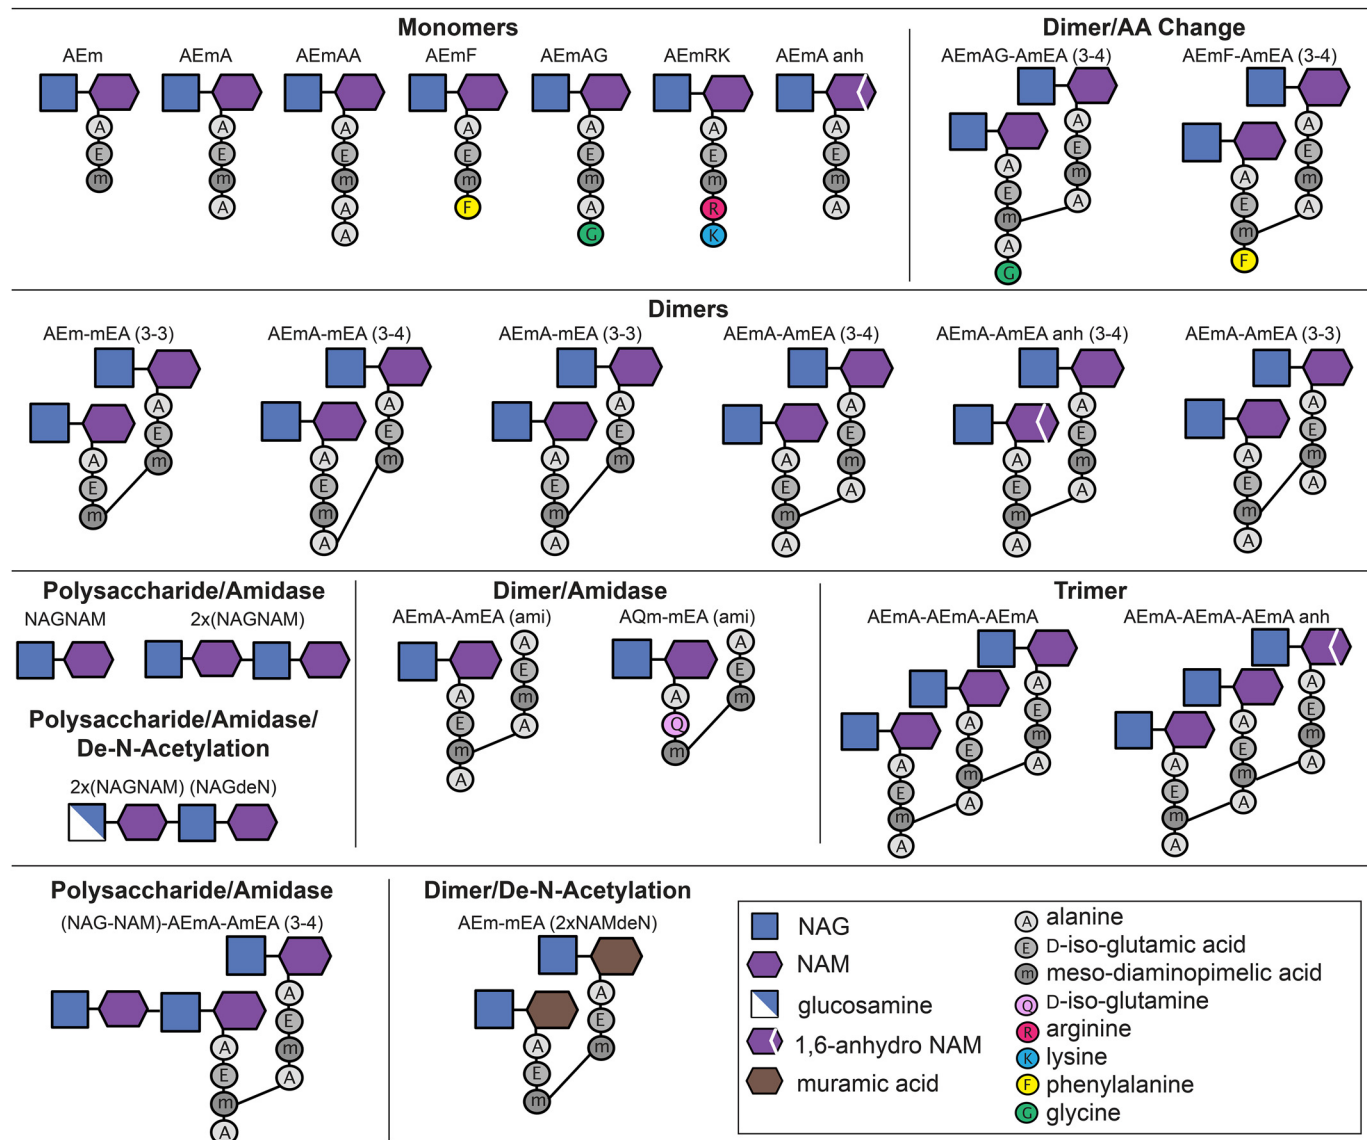 Monomers
AEm AEmA AEmAA AEmF AEmAG AEmRK AEmA anh
A A A A A A A
E E E E E E E
m m m m m m m
A A F A R A
A G K
Dimer/AA Change
AEmAG-AmEA (3-4) AEmF-AmEA (3-4)
A E m A G
A E m A
A E m F
A E m A
Dimers
AEm-mEA (3-3) AEmA-mEA (3-4) AEmA-mEA (3-3) AEmA-AmEA (3-4) AEmA-AmEA anh (3-4) AEmA-AmEA (3-3)
A E m
A E m
A E m A
A E m
A E m A
A E m
A E m A
A E m A
A E m A
A E m A
A E m A
A E m A
Polysaccharide/Amidase
NAGNAM 2x(NAGNAM)
Polysaccharide/Amidase/
De-N-Acetylation
2x(NAGNAM) (NAGdeN)
Dimer/Amidase
AEmA-AmEA (ami) AQm-mEA (ami)
A E m A
A E m A
A Q m
A E m
Trimer
AEmA-AEmA-AEmA AEmA-AEmA-AEmA anh
A E m A
A E m A
A E m A
A E m A
A E m A
A E m A
Polysaccharide/Amidase
(NAG-NAM)-AEmA-AmEA (3-4)
A E m A
A E m A
Dimer/De-N-Acetylation
AEm-mEA (2xNAMdeN)
A E m
A E m
NAG
NAM
glucosamine
1,6-anhydro NAM
muramic acid
A alanine
E D-iso-glutamic acid
m meso-diaminopimelic acid
Q D-iso-glutamine
R arginine
K lysine
F phenylalanine
G glycine